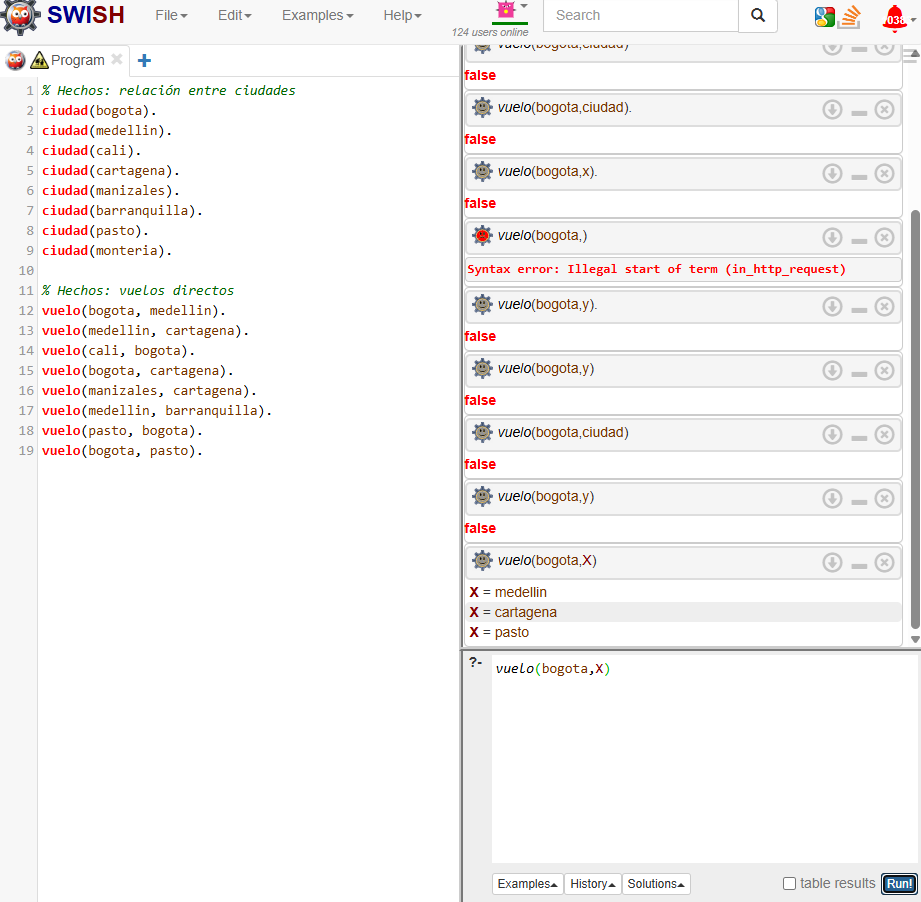 SWISH File Edit Examples Help 124 users online Search
Program
1 % Hechos: relación entre ciudades
2 ciudad(bogota).
3 ciudad(medellin).
4 ciudad(cali).
5 ciudad(cartagena).
6 ciudad(manizales).
7 ciudad(barranquilla).
8 ciudad(pasto).
9 ciudad(monteria).
10
11 % Hechos: vuelos directos
12 vuelo(bogota, medellin).
13 vuelo(medellin, cartagena).
14 vuelo(cali, bogota).
15 vuelo(bogota, cartagena).
16 vuelo(manizales, cartagena).
17 vuelo(medellin, barranquilla).
18 vuelo(pasto, bogota).
19 vuelo(bogota, pasto).
vuelo(bogota,ciudad)
false
vuelo(bogota,ciudad).
false
vuelo(bogota,x).
false
vuelo(bogota,)
Syntax error: Illegal start of term (in_http_request)
vuelo(bogota,y).
false
vuelo(bogota,y)
false
vuelo(bogota,ciudad)
false
vuelo(bogota,y)
false
vuelo(bogota,X)
X = medellin
X = cartagena
X = pasto
?- vuelo(bogota,X)
Examples History Solutions table results Run!